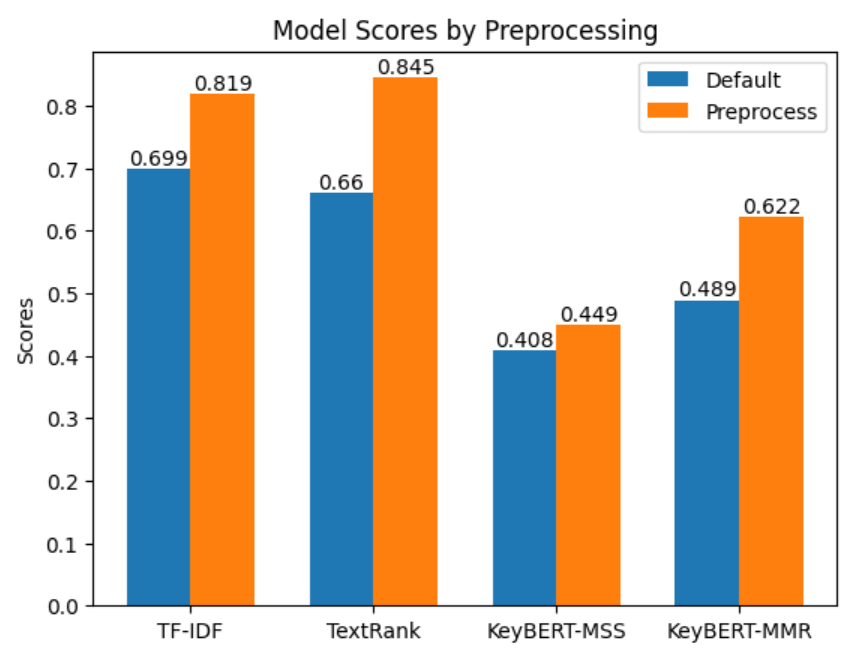 Model Scores by Preprocessing
Default
Preprocess
Scores
0.8
0.7
0.6
0.5
0.4
0.3
0.2
0.1
0.0
0.699
0.819
0.66
0.845
0.408
0.449
0.489
0.622
TF-IDF
TextRank
KeyBERT-MSS
KeyBERT-MMR